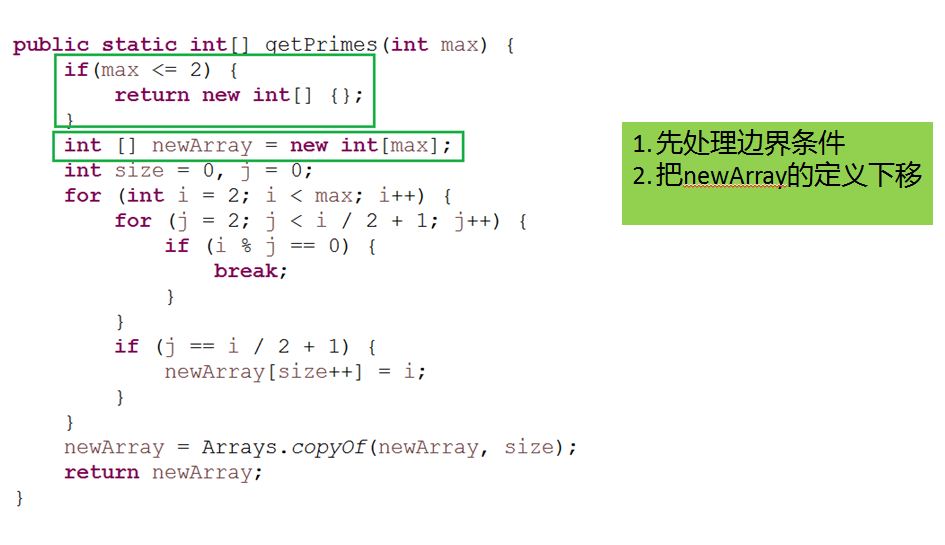 public static int[] getPrimes(int max) {
if(max <= 2) {
return new int[] {};
}
int [] newArray = new int[max];
int size = 0, j = 0;
for (int i = 2; i < max; i++) {
for (j = 2; j < i / 2 + 1; j++) {
if (i % j == 0) {
break;
}
}
if (j == i / 2 + 1) {
newArray[size++] = i;
}
}
newArray = Arrays.copyOf(newArray, size);
return newArray;
}
1.先处理边界条件
2.把newArray的定义下移